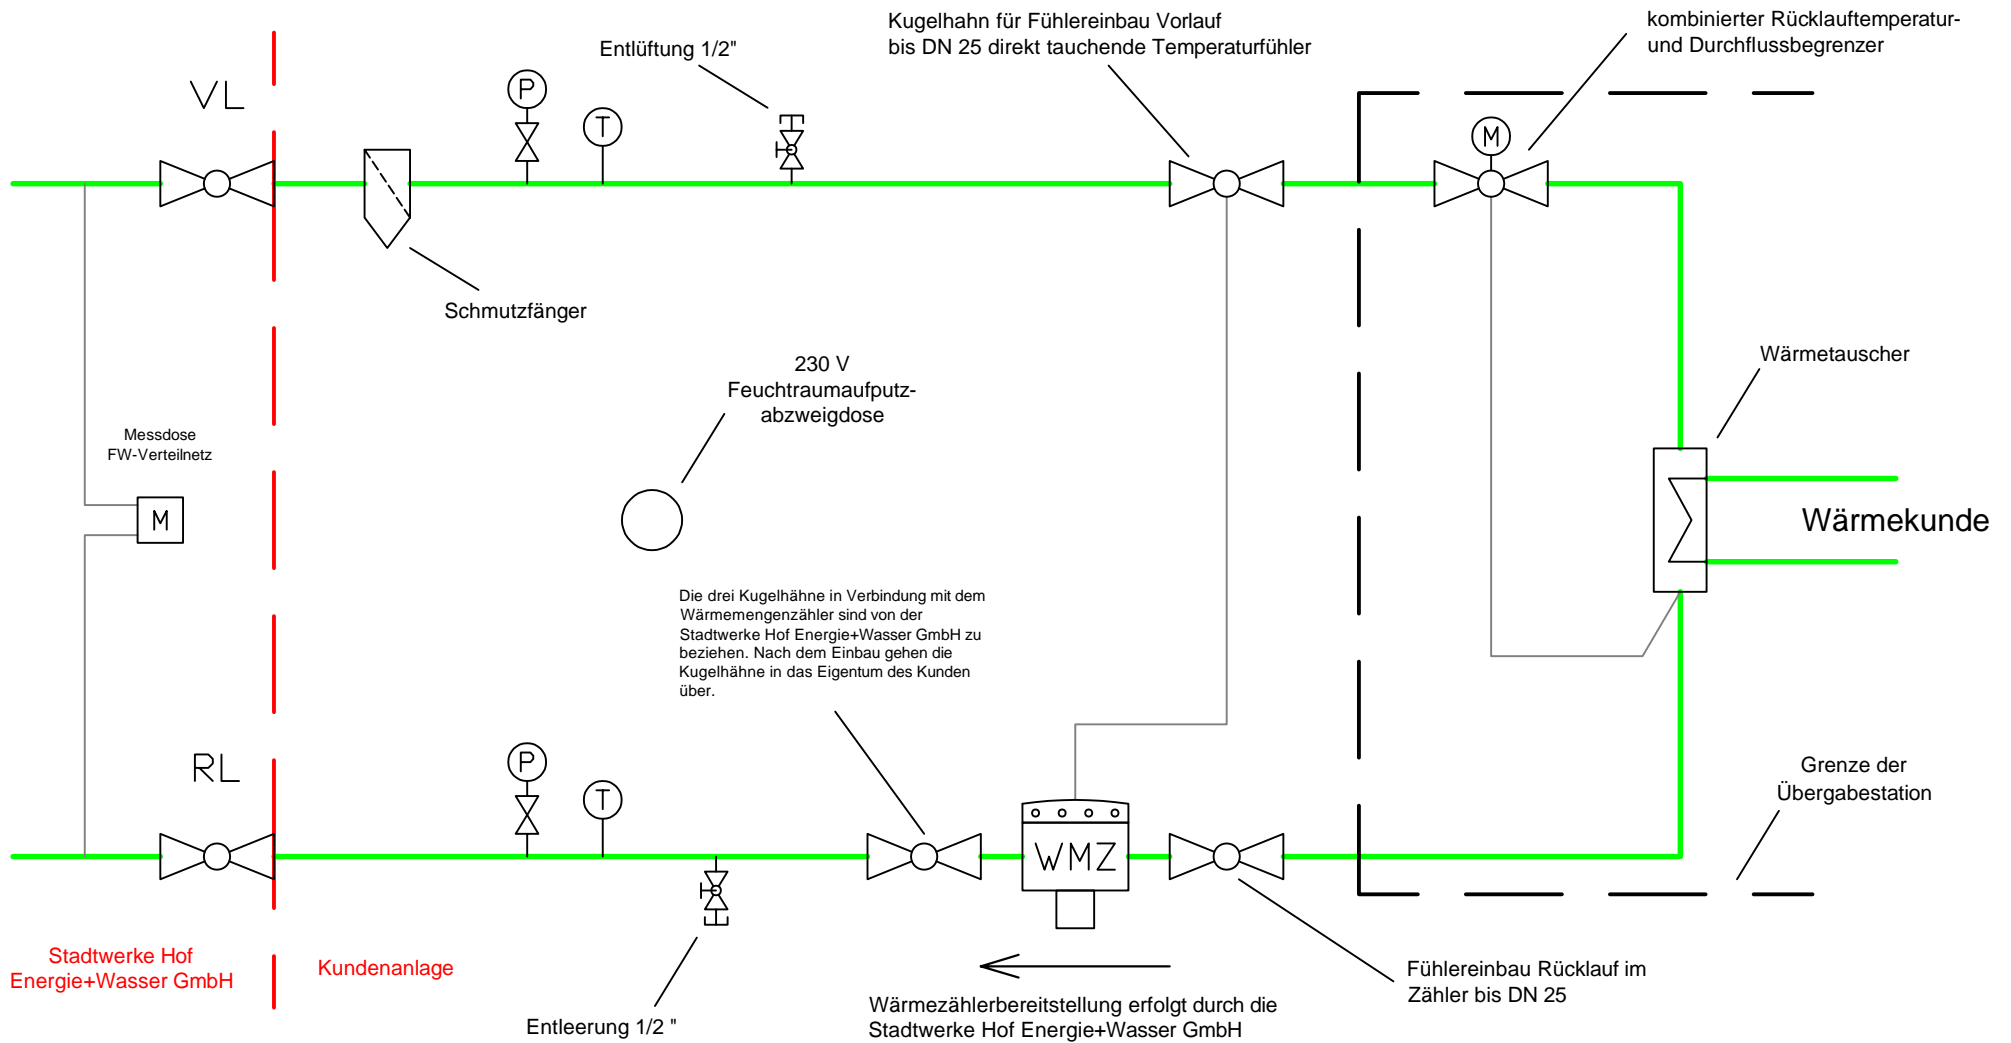 Kugelhahn für Fühlereinbau Vorlauf
bis DN 25 direkt tauchende Temperaturfühler
kombinierter Rücklauftemperatur-
und Durchflussbegrenzer
Entlüftung 1/2"
VL
P
T
M
Schmutzfänger
230 V
Feuchtraumaufputz-
abzweigdose
Wärmetauscher
Messdose
FW-Verteilnetz
M
Wärmekunde
Die drei Kugelhähne in Verbindung mit dem
Wärmemengenzähler sind von der
Stadtwerke Hof Energie+Wasser GmbH zu
beziehen. Nach dem Einbau gehen die
Kugelhähne in das Eigentum des Kunden
über.
RL
P
T
WMZ
Grenze der
Übergabestation
Stadtwerke Hof
Energie+Wasser GmbH
Kundenanlage
Entleerung 1/2 "
Wärmezählerbereitstellung erfolgt durch die
Stadtwerke Hof Energie+Wasser GmbH
Fühlereinbau Rücklauf im
Zähler bis DN 25